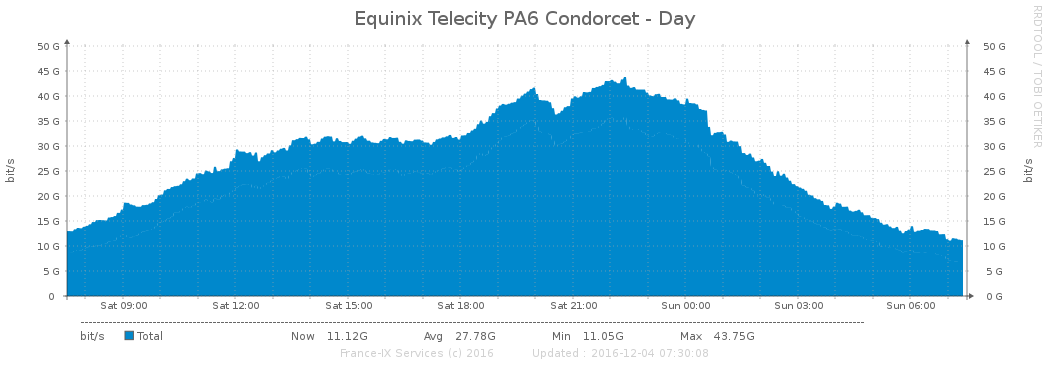 Equinix Telecity PA6 Condorcet - Day
RRDTOOL / TOBI OETIKER
50 G 50 G
45 G 45 G
40 G 40 G
35 G 35 G
30 G 30 G
25 G 25 G
20 G 20 G
15 G 15 G
10 G 10 G
5 G 5 G
0 0 G
bit/s bit/s
Sat 09:00 Sat 12:00 Sat 15:00 Sat 18:00 Sat 21:00 Sun 00:00 Sun 03:00 Sun 06:00
bit/s Total Now 11.12G Avg 27.78G Min 11.05G Max 43.75G
France-IX Services (c) 2016 Updated : 2016-12-04 07:30:08